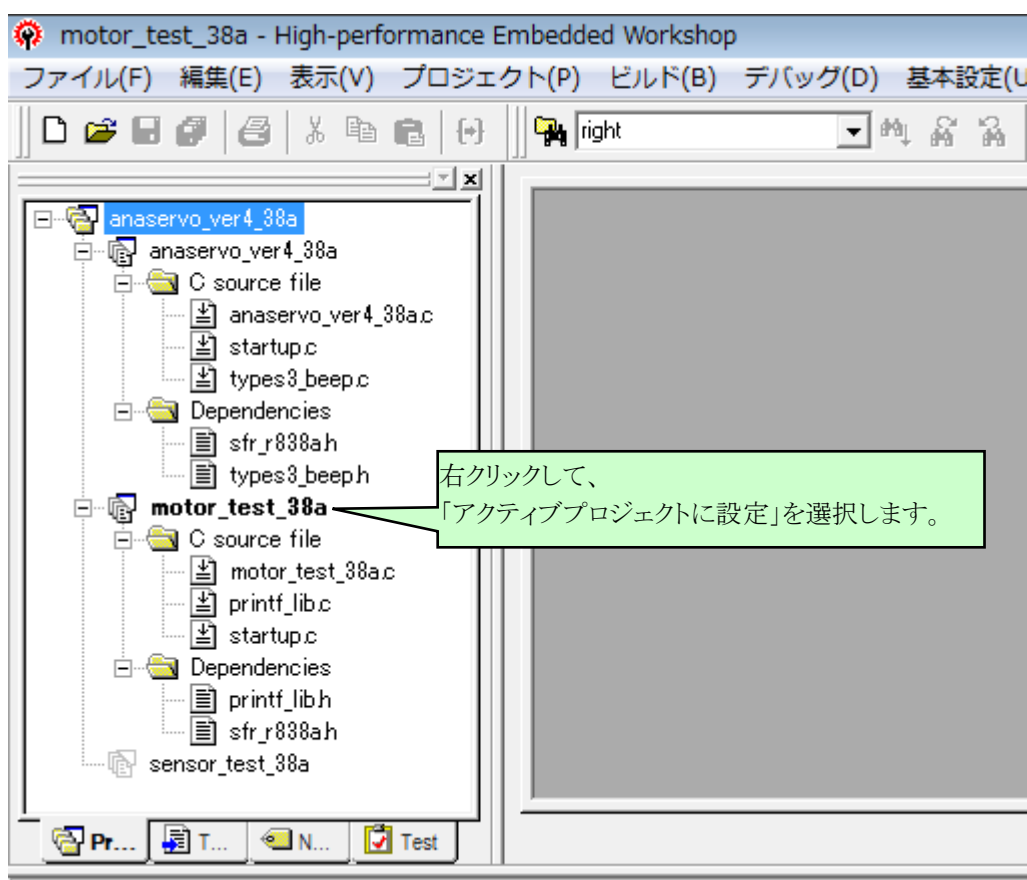 motor_test_38a - High-performance Embedded Workshop
ファイル(F) 編集(E) 表示(V) プロジェクト(P) ビルド(B) デバッグ(D) 基本設定(U
right
anaservo_ver4_38a
anaservo_ver4_38a
C source file
anaservo_ver4_38a.c
startup.c
types3_beep.c
Dependencies
sfr_r838a.h
types3_beep.h
motor_test_38a
右クリックして、
「アクティブプロジェクトに設定」を選択します。
C source file
motor_test_38a.c
printf_lib.c
startup.c
Dependencies
printf_lib.h
sfr_r838a.h
sensor_test_38a
Pr... T... N... Test